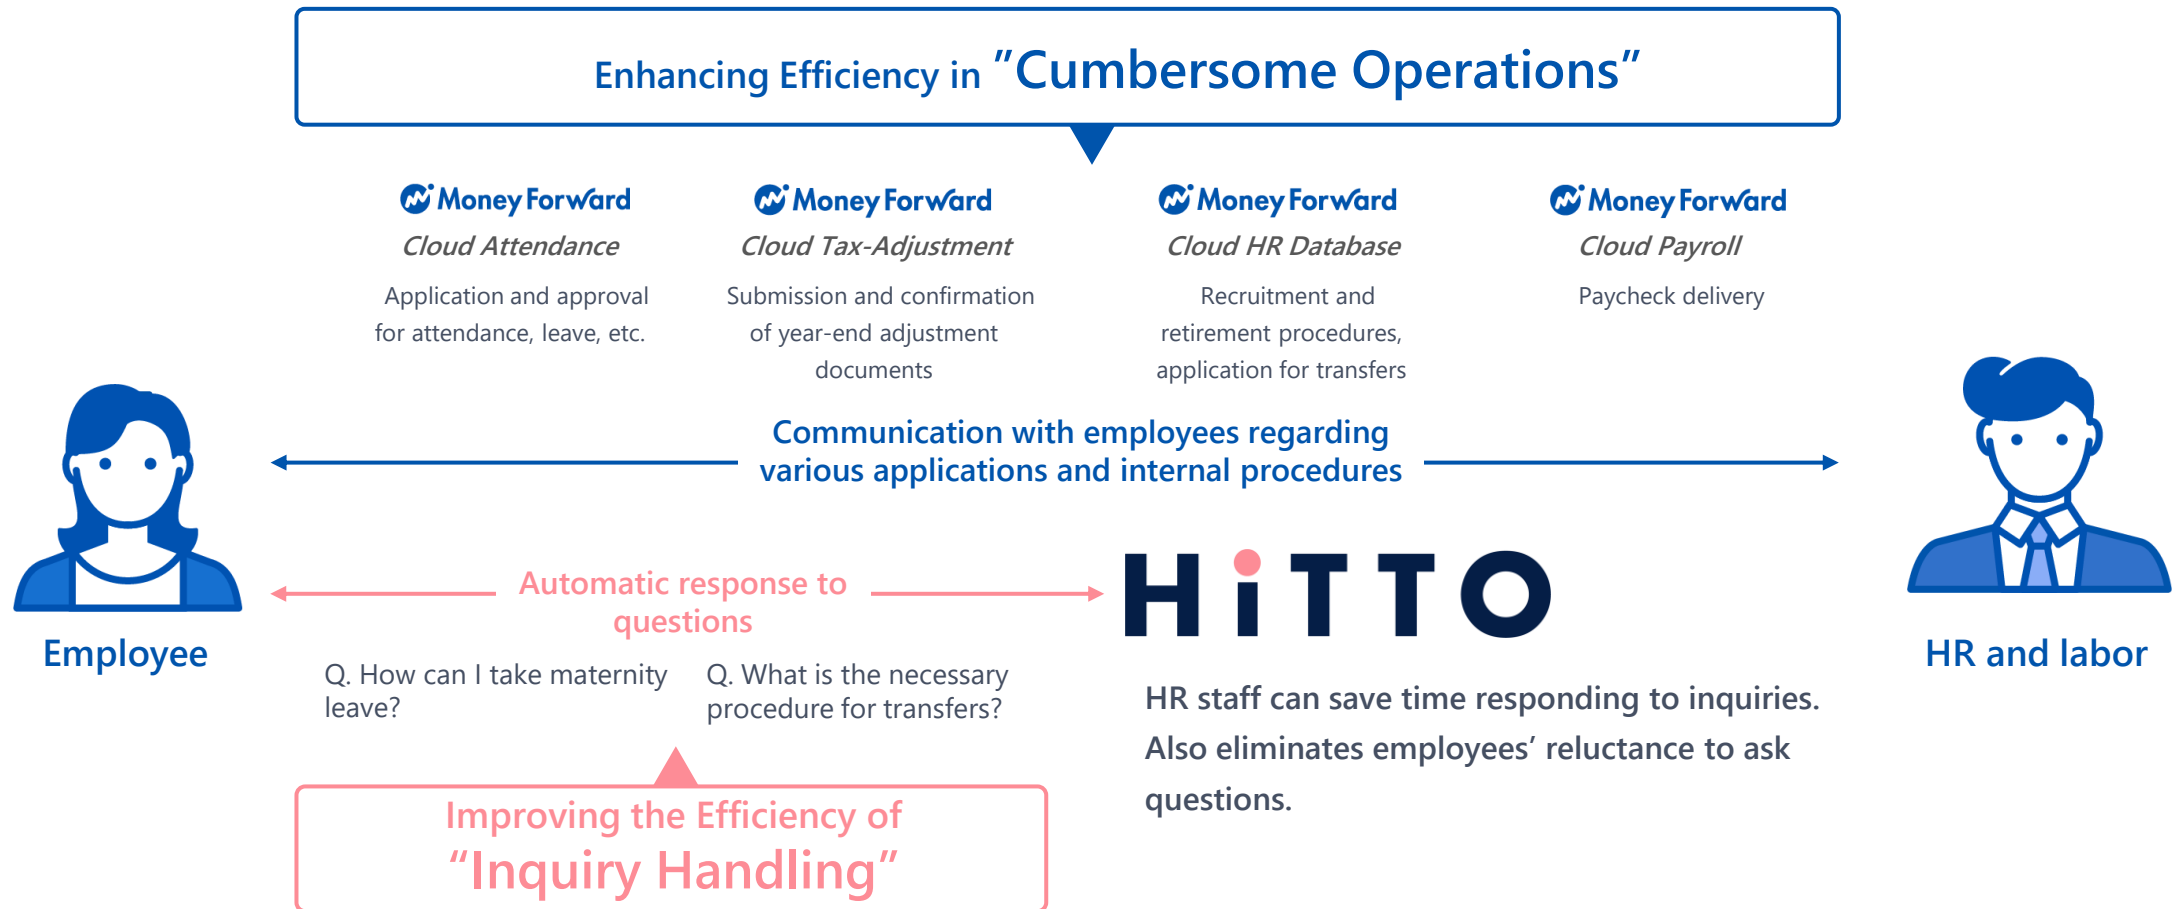 Enhancing Efficiency in ”Cumbersome Operations”
Money Forward
Cloud Attendance
Application and approval
for attendance, leave, etc.
Money Forward
Cloud Tax-Adjustment
Submission and confirmation
of year-end adjustment
documents
Money Forward
Cloud HR Database
Recruitment and
retirement procedures,
application for transfers
Money Forward
Cloud Payroll
Paycheck delivery
Communication with employees regarding
various applications and internal procedures
Employee
HR and labor
Automatic response to
questions
Q. How can I take maternity
leave?
Q. What is the necessary
procedure for transfers?
HiTTO
HR staff can save time responding to inquiries.
Also eliminates employees’ reluctance to ask
questions.
Improving the Efficiency of
“Inquiry Handling”